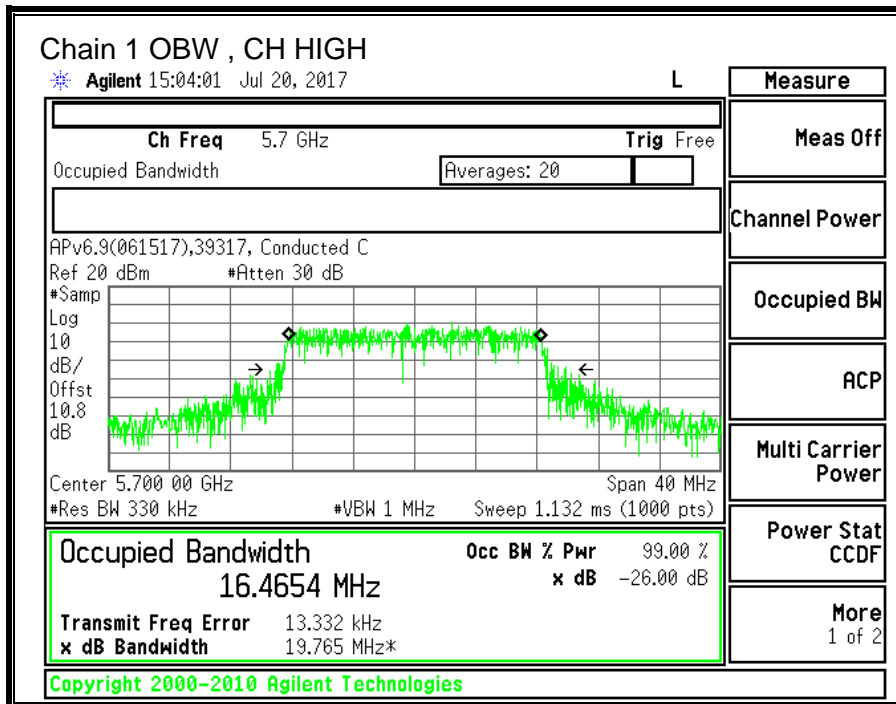 Chain 1 OBW , CH HIGH
Agilent 15:04:01 Jul 20, 2017 L
Ch Freq 5.7 GHz Trig Free
Occupied Bandwidth Averages: 20
APv6.9(061517),39317, Conducted C
Ref 20 dBm #Atten 30 dB
#Samp
Log
10
dB/
Offst
10.8
dB
Center 5.700 00 GHz Span 40 MHz
#Res BW 330 kHz #VBW 1 MHz Sweep 1.132 ms (1000 pts)
Occupied Bandwidth Occ BW % Pwr 99.00 %
16.4654 MHz x dB -26.00 dB
Transmit Freq Error 13.332 kHz
x dB Bandwidth 19.765 MHz*
Copyright 2000-2010 Agilent Technologies
Measure
Meas Off
Channel Power
Occupied BW
ACP
Multi Carrier
Power
Power Stat
CCDF
More
1 of 2